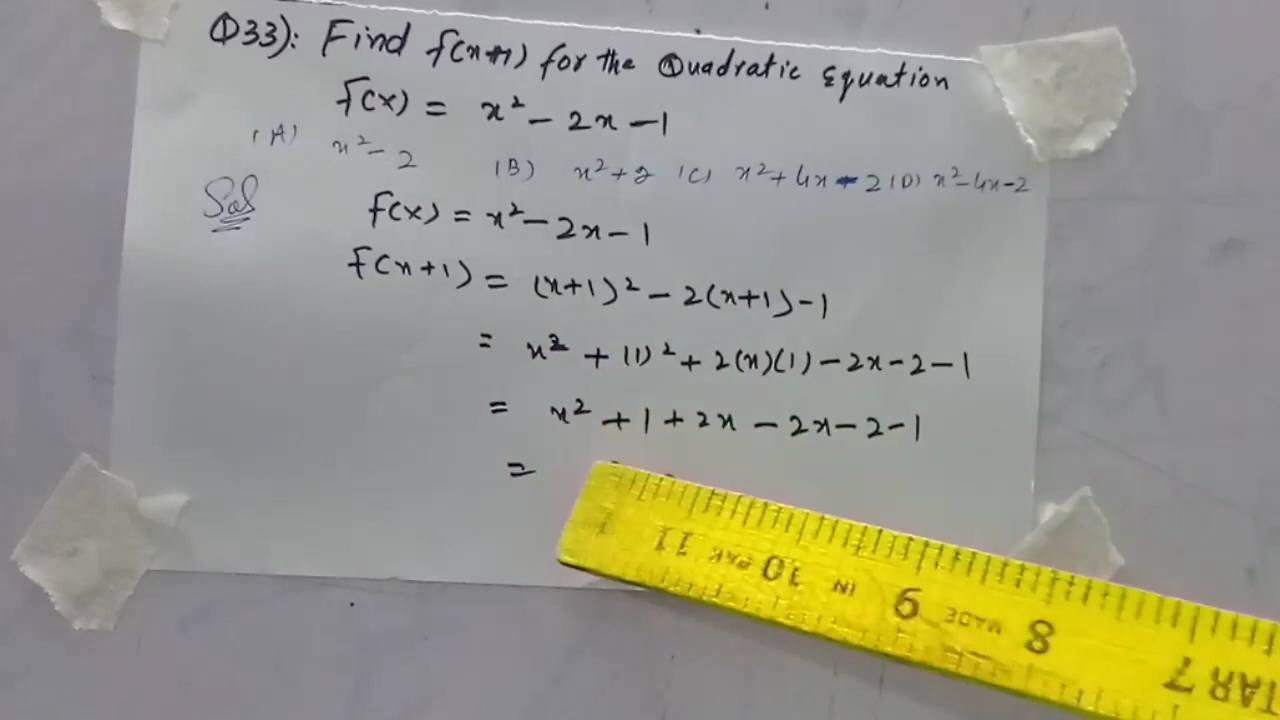 Q33): Find f(x+1) for the Quadratic Equation
f(x) = x² - 2x - 1
(A) x² - 2 (B) x² + 2 (C) x² + 4x - 2 (D) x² - 4x - 2
Sol
f(x) = x² - 2x - 1
f(x+1) = (x+1)² - 2(x+1) - 1
= x² + (1)² + 2(x)(1) - 2x - 2 - 1
= x² + 1 + 2x - 2x - 2 - 1
=
11 10 IN 9 MADE 8 TAR 7